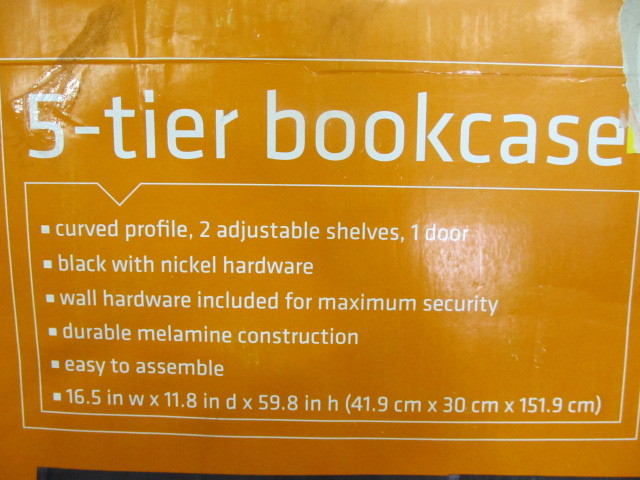 5-tier bookcase
▪ curved profile, 2 adjustable shelves, 1 door
▪ black with nickel hardware
▪ wall hardware included for maximum security
▪ durable melamine construction
▪ easy to assemble
▪ 16.5 in w x 11.8 in d x 59.8 in h (41.9 cm x 30 cm x 151.9 cm)